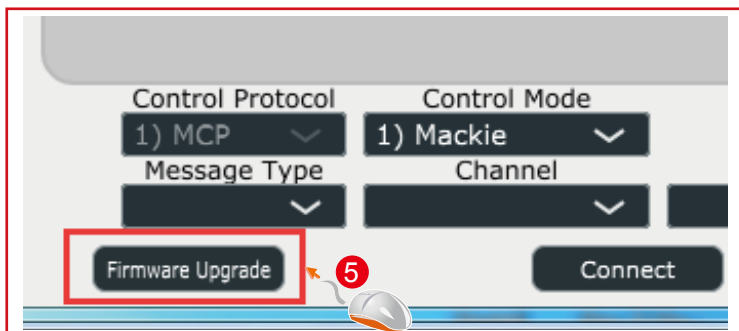 Control Protocol Control Mode
1) MCP 1) Mackie
Message Type Channel
Firmware Upgrade 5 Connect